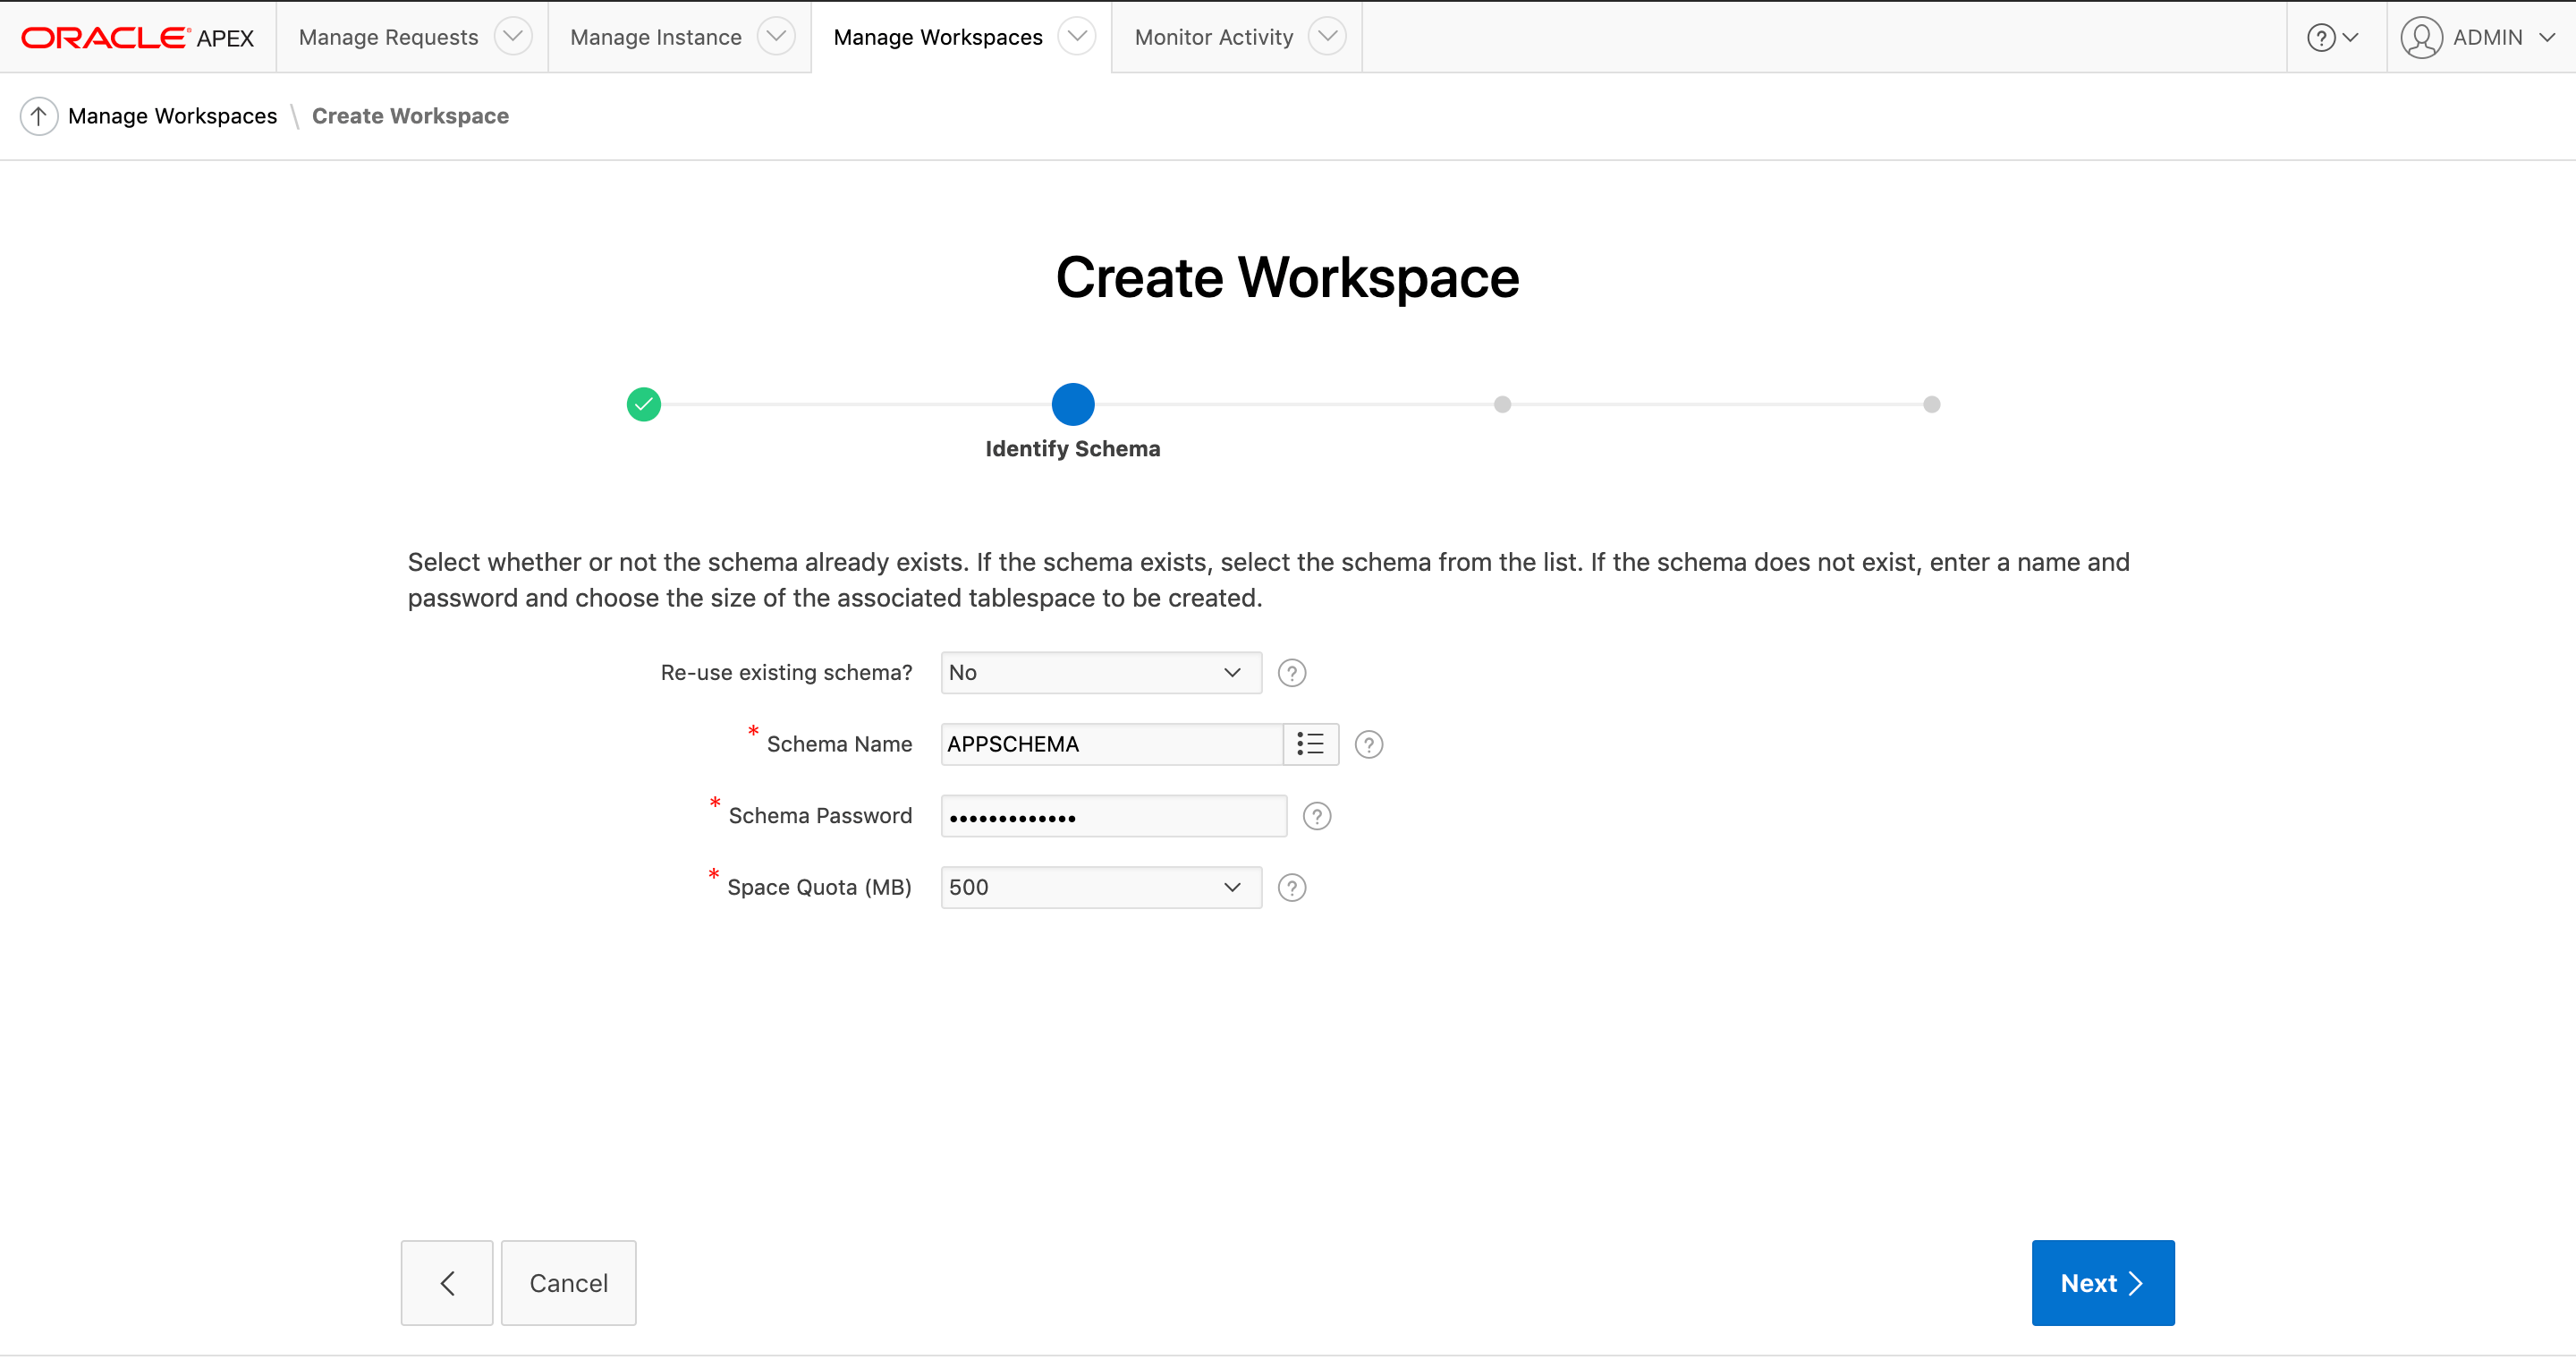 ORACLE APEX Manage Requests Manage Instance Manage Workspaces Monitor Activity ? ADMIN
Manage Workspaces \ Create Workspace
Create Workspace
Identify Schema
Select whether or not the schema already exists. If the schema exists, select the schema from the list. If the schema does not exist, enter a name and
password and choose the size of the associated tablespace to be created.
Re-use existing schema? No ?
* Schema Name APPSCHEMA ?
* Schema Password ••••••••••••• ?
* Space Quota (MB) 500 ?
Cancel Next